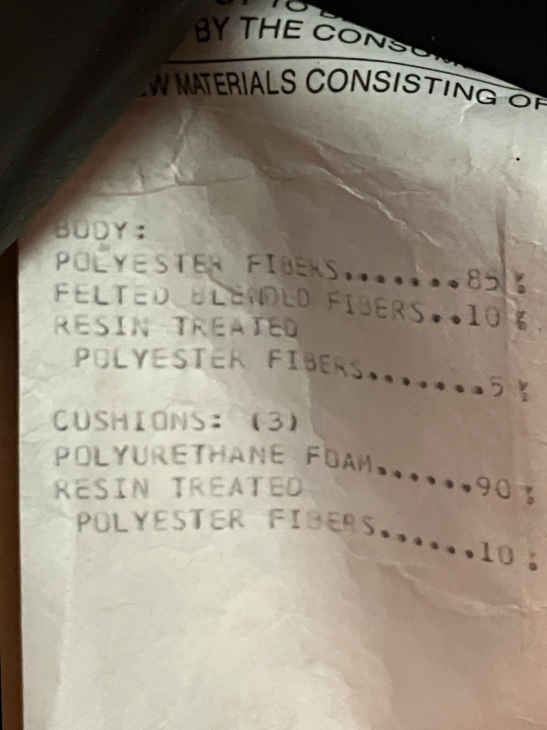 BY THE
MATERIALS CONSISTING OF
BODY:
POLYESTER FIBERS.......85 %
FELTED BLENDED FIBERS..10 %
RESIN TREATED
POLYESTER FIBERS.......5 %
CUSHIONS: (3)
POLYURETHANE FOAM......90 %
RESIN TREATED
POLYESTER FIBERS......10 %